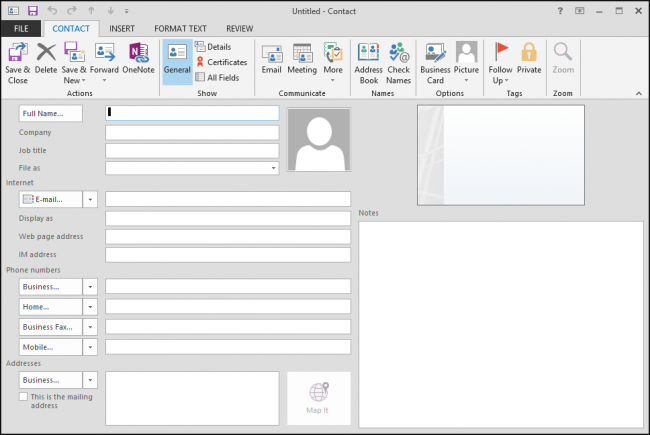 Untitled - Contact
?
FILE CONTACT INSERT FORMAT TEXT REVIEW
Save & Close
Delete
Save & New
Forward
OneNote
Actions
General
Details
Certificates
All Fields
Show
Email
Meeting
More
Communicate
Address Book
Check Names
Names
Business Card
Picture
Options
Follow Up
Private
Tags
Zoom
Zoom
Full Name...
Company
Job title
File as
Internet
E-mail...
Display as
Web page address
IM address
Phone numbers
Business...
Home...
Business Fax...
Mobile...
Addresses
Business...
This is the mailing
address
Map It
Notes